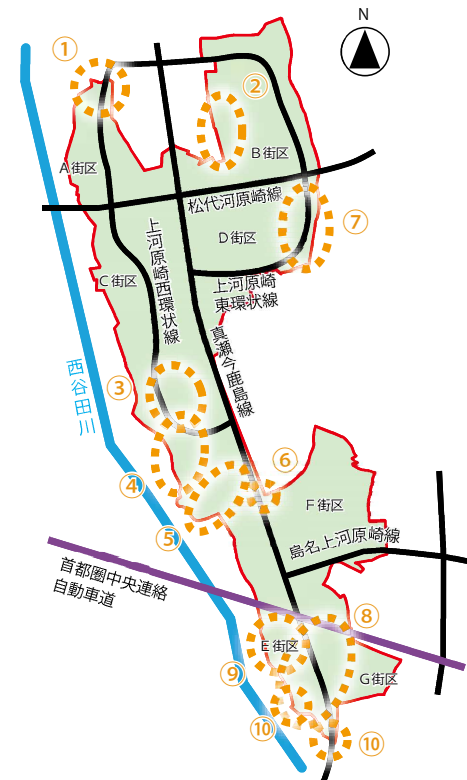 N
①
②
A街区
B街区
松代河原崎線
⑦
D街区
上河原崎西環状線
C街区
上河原崎
東環状線
真瀬今鹿島線
西谷田川
③
④
⑥
⑤
F街区
島名上河原崎線
首都圏中央連絡
自動車道
⑧
E街区
⑨
G街区
⑩
⑩